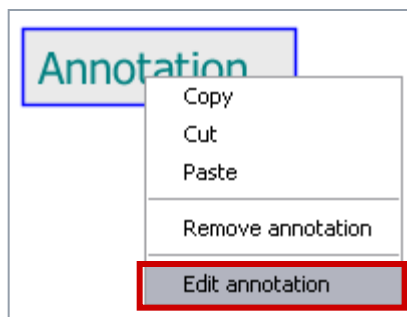 Annotation
Copy
Cut
Paste
Remove annotation
Edit annotation